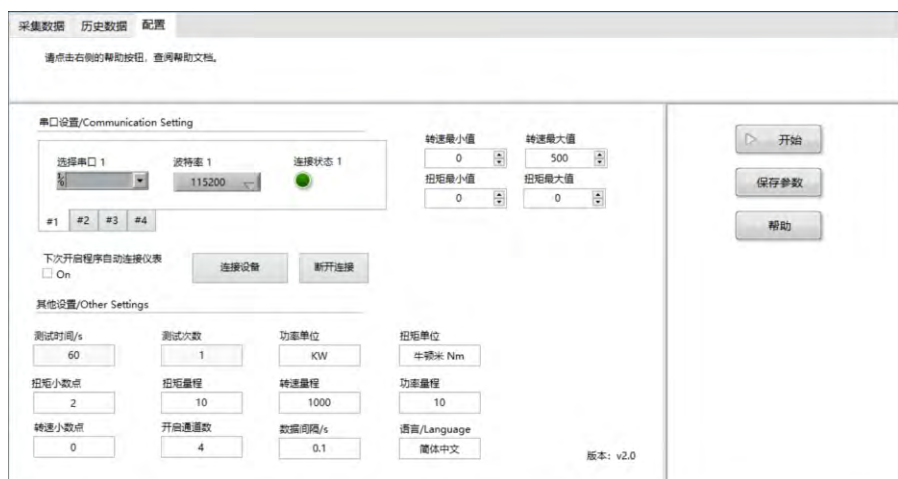 采集数据 历史数据 配置
请点击右侧的帮助按钮，查阅帮助文档。
串口设置/Communication Setting
选择串口 1 波特率 1 连接状态 1
115200
#1 #2 #3 #4
转速最小值 转速最大值
0 500
扭矩最小值 扭矩最大值
0 0
开始
保存参数
帮助
下次开启程序自动连接仪表
On
连接设备 断开连接
其他设置/Other Settings
测试时间/s 测试次数 功率单位 扭矩单位
60 1 KW 牛顿米 Nm
扭矩小数点 扭矩量程 转速量程 功率量程
2 10 1000 10
转速小数点 开启通道数 数据间隔/s 语言/Language
0 4 0.1 简体中文
版本：v2.0